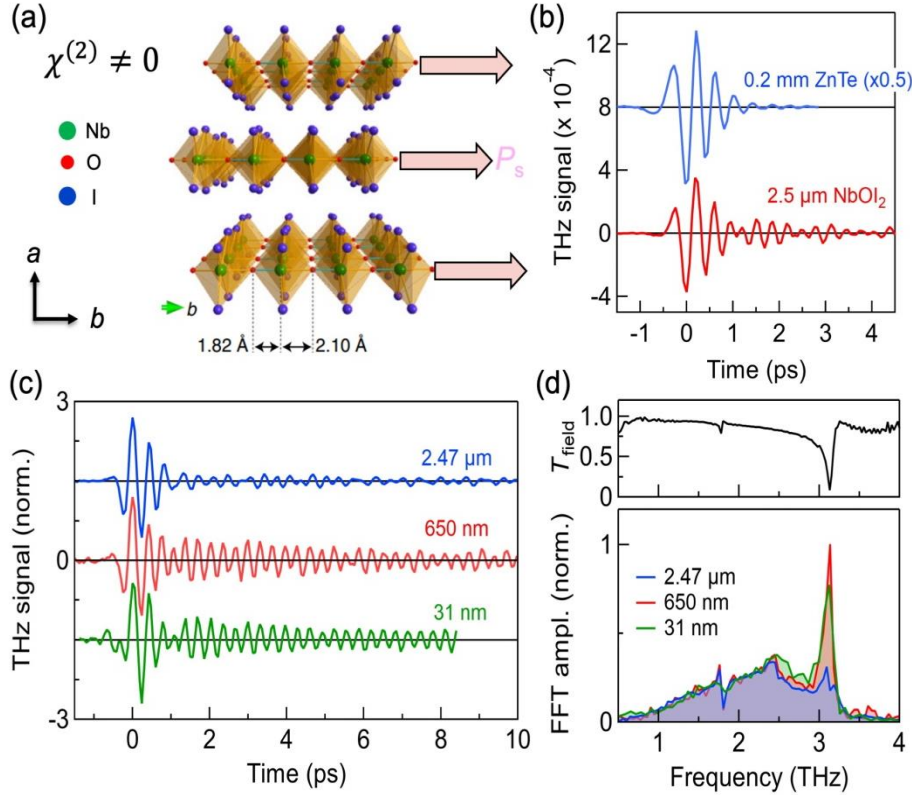 (a)
χ(2) ≠ 0
Nb
O
I
Ps
a
b
b
1.82 Å
2.10 Å
(b)
12
8
4
0
-4
THz signal (x 10-4)
0.2 mm ZnTe (x0.5)
2.5 μm NbOI2
-1 0 1 2 3 4
Time (ps)
(c)
3
0
-3
THz signal (norm.)
2.47 μm
650 nm
31 nm
0 2 4 6 8 10
Time (ps)
(d)
1.0
0.5
0
Tfield
1
0
FFT ampl. (norm.)
2.47 μm
650 nm
31 nm
1 2 3 4
Frequency (THz)